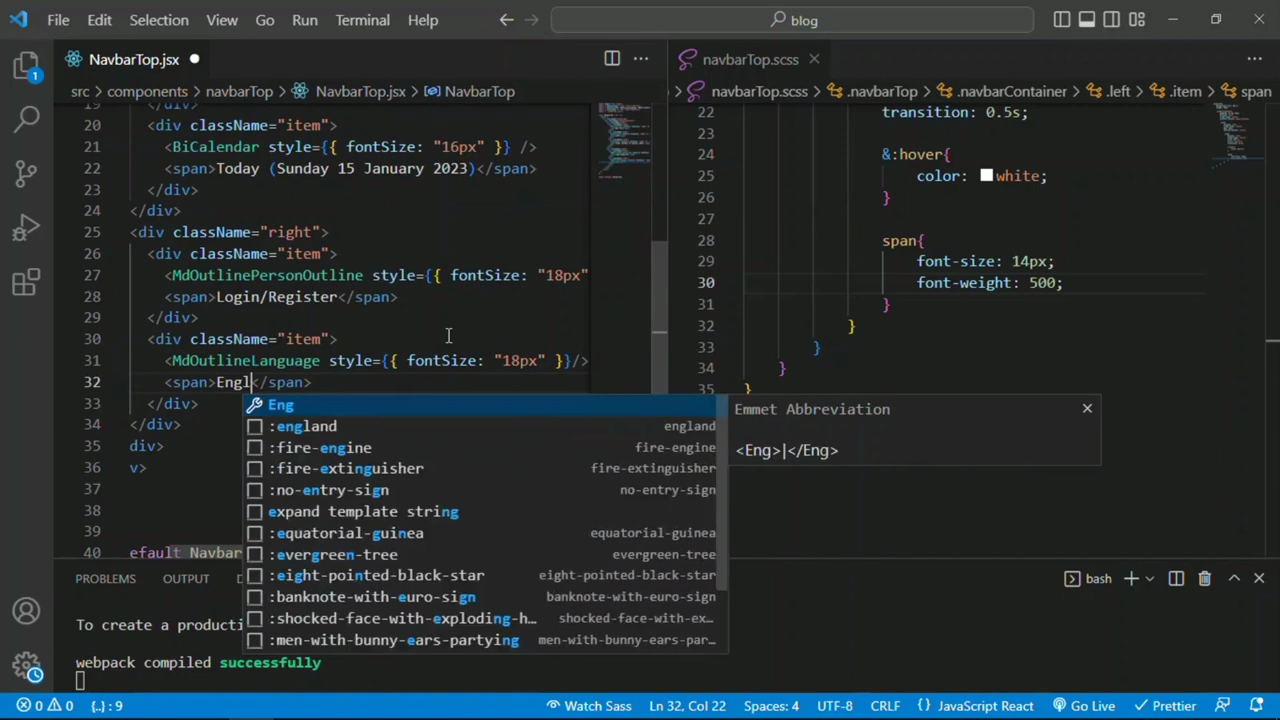 File Edit Selection View Go Run Terminal Help blog
NavbarTop.jsx
src > components > navbarTop > NavbarTop.jsx > NavbarTop
</div>
20 <div className="item">
21 <BiCalendar style={{ fontSize: "16px" }} />
22 <span>Today (Sunday 15 January 2023)</span>
23 </div>
24 </div>
25 <div className="right">
26 <div className="item">
27 <MdOutlinePersonOutline style={{ fontSize: "18px"
28 <span>Login/Register</span>
29 </div>
30 <div className="item">
31 <MdOutlineLanguage style={{ fontSize: "18px" }}/>
32 <span>Engl</span>
33 </div>
34 </div>
35 div>
36 v>
37
38
39
40 efault Navbar
Eng
:england england
:fire-engine fire-engine
:fire-extinguisher fire-extinguisher
:no-entry-sign no-entry-sign
expand template string
:equatorial-guinea equatorial-guinea
:evergreen-tree evergreen-tree
:eight-pointed-black-star eight-pointed-black-star
:banknote-with-euro-sign banknote-with-euro-sign
:shocked-face-with-exploding-h… shocked-face-with-ex…
:men-with-bunny-ears-partying men-with-bunny-ears-par…
Emmet Abbreviation
<Eng>|</Eng>
navbarTop.scss
> navbarTop.scss > .navbarTop > .navbarContainer > .left > .item > span
22 transition: 0.5s;
23
24 &:hover{
25 color: white;
26 }
27
28 span{
29 font-size: 14px;
30 font-weight: 500;
31 }
32 }
33 }
34 }
35 }
PROBLEMS OUTPUT D bash
To create a producti
webpack compiled successfully
1
0 0 {..} : 9 Watch Sass Ln 32, Col 22 Spaces: 4 UTF-8 CRLF {} JavaScript React Go Live Prettier